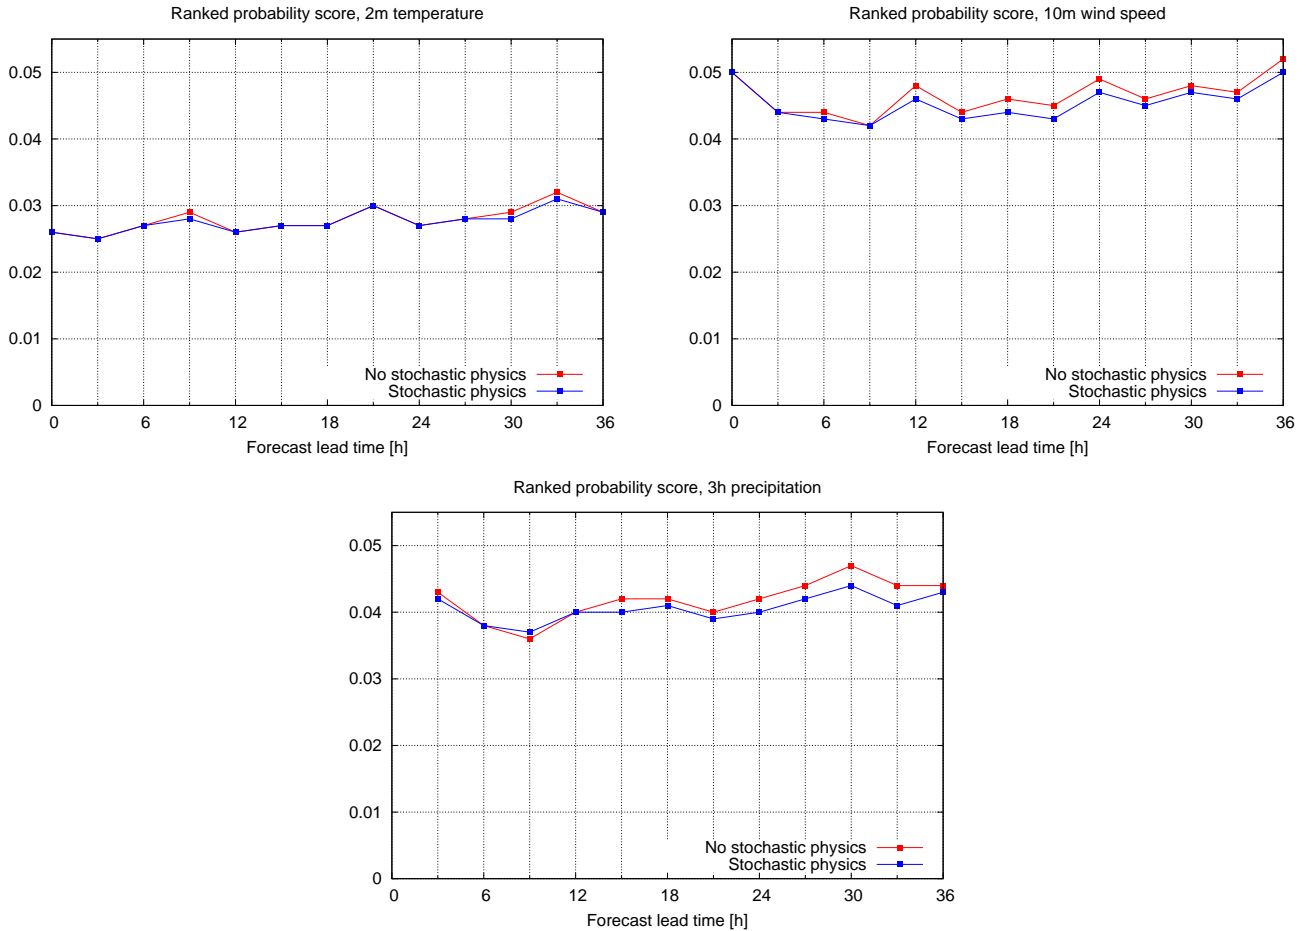 Ranked probability score, 2m temperature
0.05
0.04
0.03
0.02
0.01
0
No stochastic physics
Stochastic physics
0 6 12 18 24 30 36
Forecast lead time [h]
Ranked probability score, 10m wind speed
0.05
0.04
0.03
0.02
0.01
0
No stochastic physics
Stochastic physics
0 6 12 18 24 30 36
Forecast lead time [h]
Ranked probability score, 3h precipitation
0.05
0.04
0.03
0.02
0.01
0
No stochastic physics
Stochastic physics
0 6 12 18 24 30 36
Forecast lead time [h]